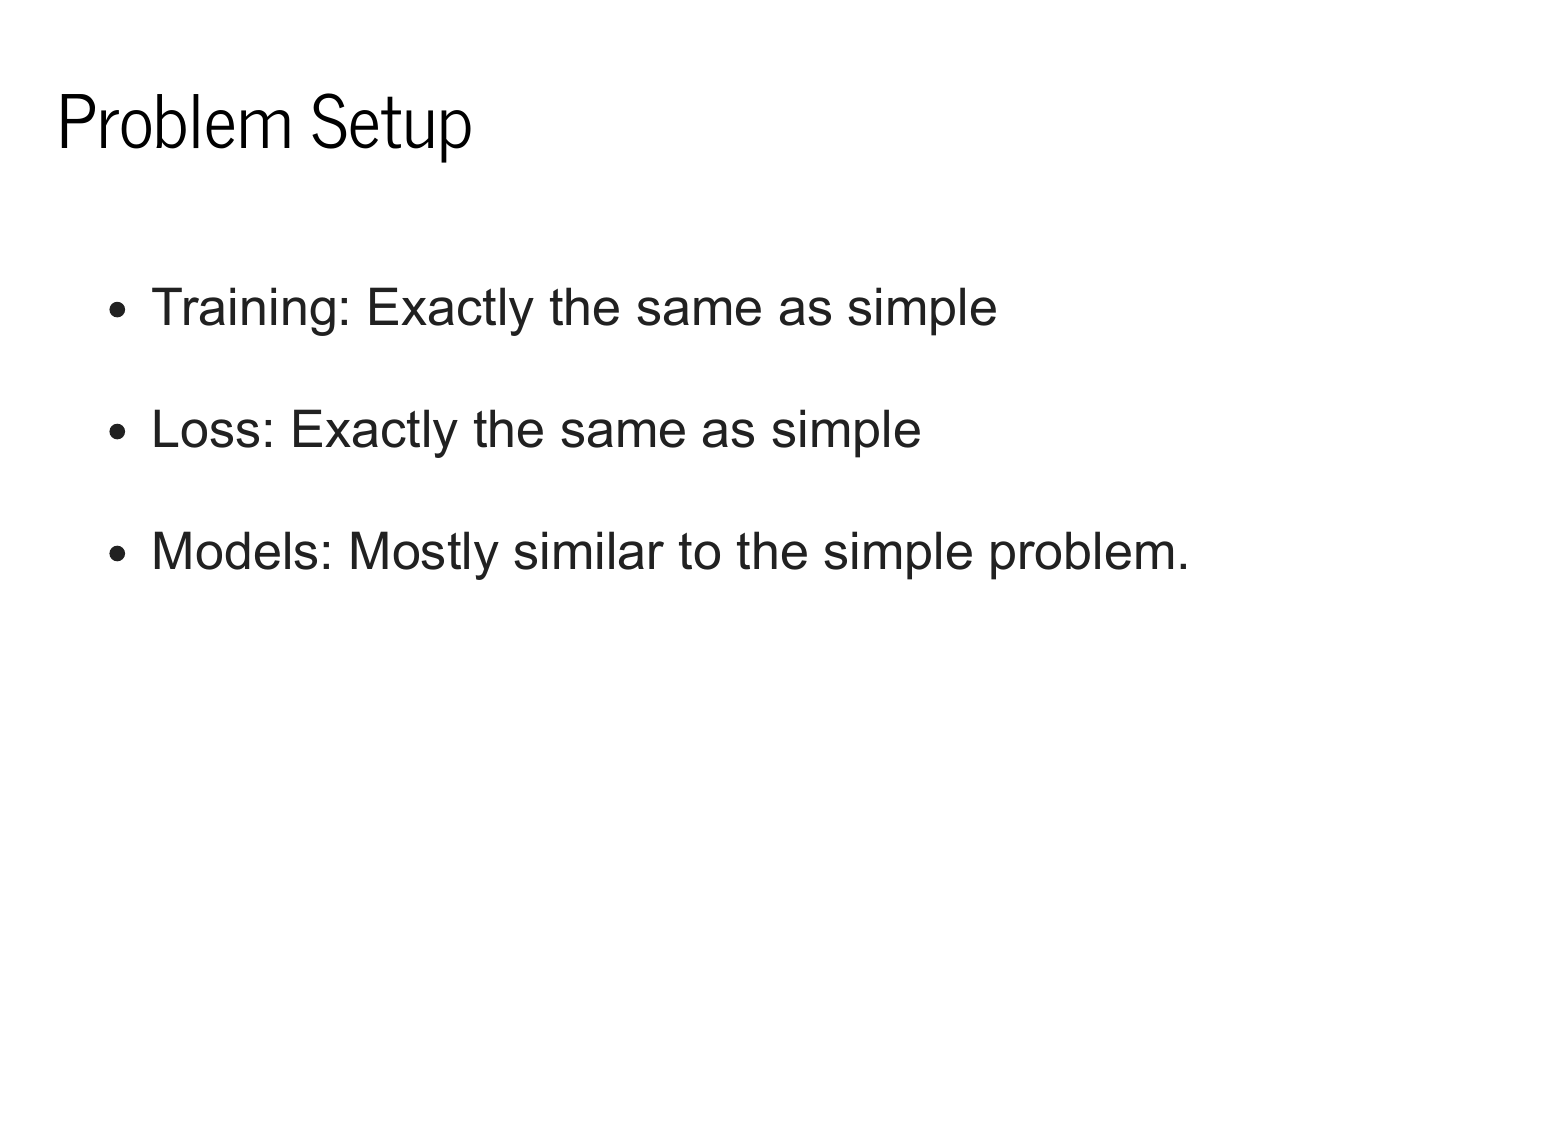 Problem Setup
• Training: Exactly the same as simple
• Loss: Exactly the same as simple
• Models: Mostly similar to the simple problem.